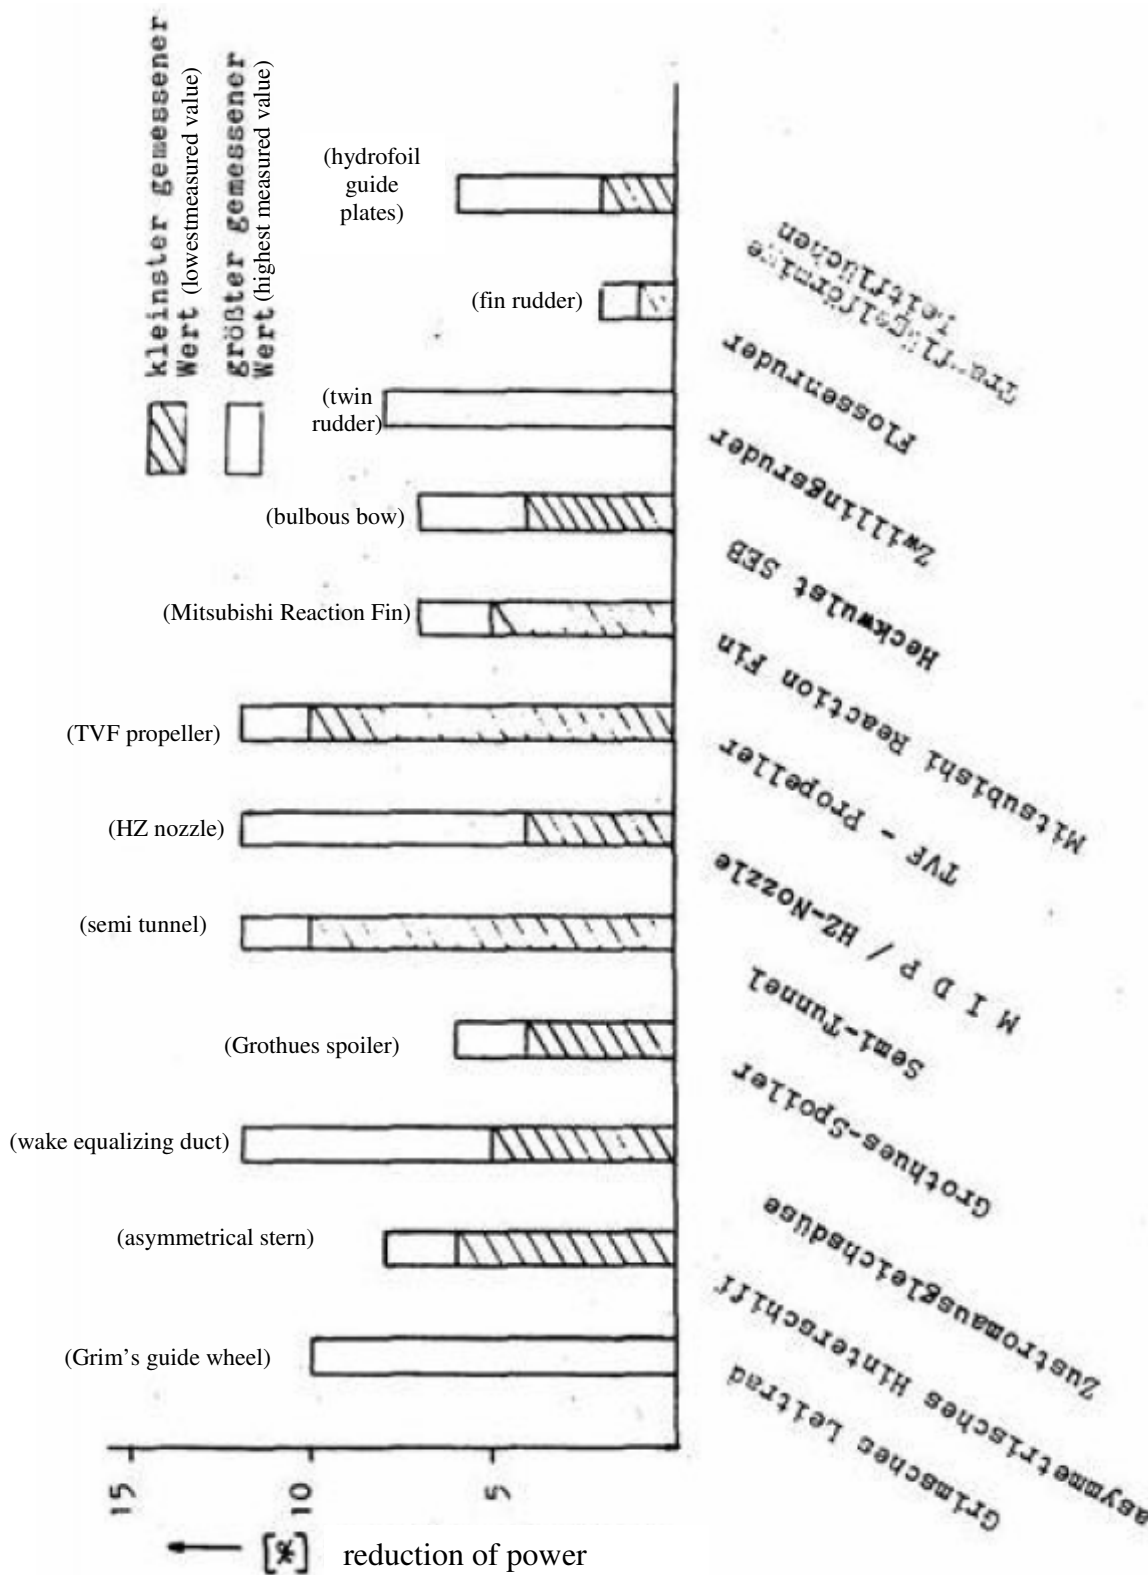 kleinster gemessener
Wert (lowestmeasured value)
größter gemessener
Wert (highest measured value)
(hydrofoil
guide
plates)
(fin rudder)
(twin
rudder)
(bulbous bow)
(Mitsubishi Reaction Fin)
(TVF propeller)
(HZ nozzle)
(semi tunnel)
(Grothues spoiler)
(wake equalizing duct)
(asymmetrical stern)
(Grim's guide wheel)
Tragflügelförmige
Leitflächen
Flossenruder
Zwillingsruder
Heckwulst SEB
Mitsubishi Reaction Fin
TVF - Propeller
M I D P / HZ-Nozzle
Semi-Tunnel
Grothues-Spoiler
Zustromausgleichsdüse
asymmetrisches Hinterschiff
Grimsches Leitrad
15
10
5
[%] reduction of power